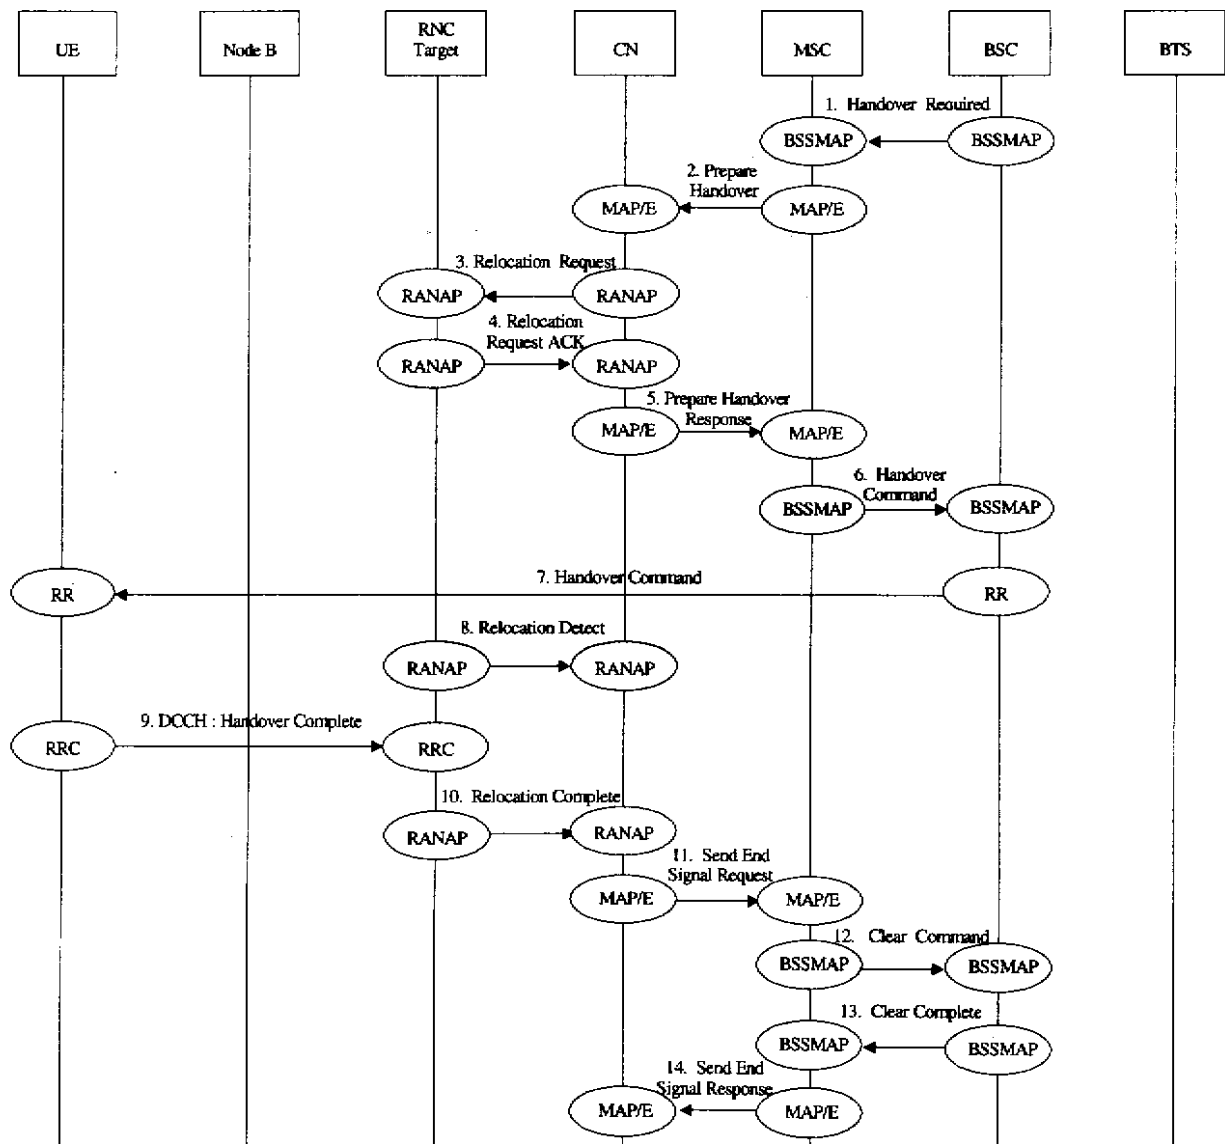 UE
Node B
RNC
Target
CN
MSC
BSC
BTS
1. Handover Required
BSSMAP
BSSMAP
2. Prepare
Handover
MAP/E
MAP/E
3. Relocation Request
RANAP
RANAP
4. Relocation
Request ACK
RANAP
RANAP
5. Prepare Handover
Response
MAP/E
MAP/E
6. Handover
Command
BSSMAP
BSSMAP
7. Handover Command
RR
RR
8. Relocation Detect
RANAP
RANAP
9. DCCH : Handover Complete
RRC
RRC
10. Relocation Complete
RANAP
RANAP
11. Send End
Signal Request
MAP/E
MAP/E
12. Clear Command
BSSMAP
BSSMAP
13. Clear Complete
BSSMAP
BSSMAP
14. Send End
Signal Response
MAP/E
MAP/E